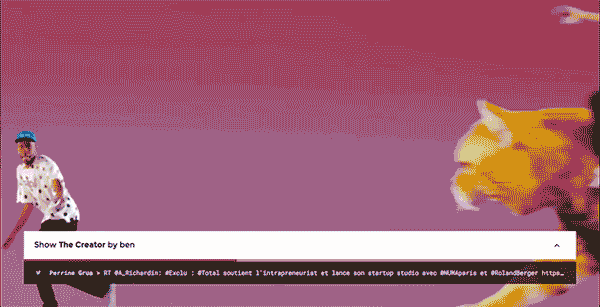 Show The Creator by ben
Perrine Grua > RT @A_Richardin: #Exclu : #Total soutient l'intrapreneuriat et lance son startup studio avec @NUMAparis et @RolandBerger https…